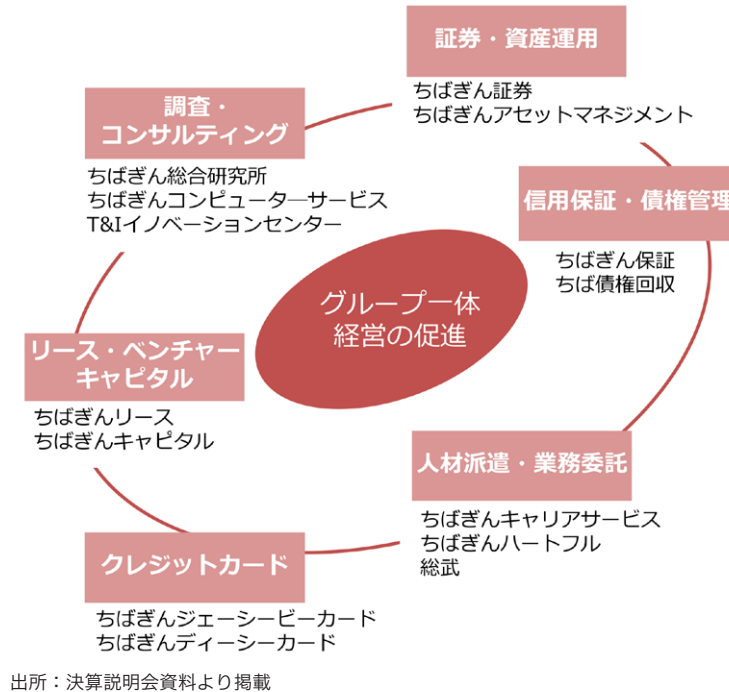 証券・資産運用
ちばぎん証券
ちばぎんアセットマネジメント
調査・
コンサルティング
ちばぎん総合研究所
ちばぎんコンピューターサービス
T&Iイノベーションセンター
信用保証・債権管理
ちばぎん保証
ちば債権回収
グループ一体
経営の促進
リース・ベンチャー
キャピタル
ちばぎんリース
ちばぎんキャピタル
人材派遣・業務委託
ちばぎんキャリアサービス
ちばぎんハートフル
総武
クレジットカード
ちばぎんジェーシービーカード
ちばぎんディーシーカード
出所：決算説明会資料より掲載